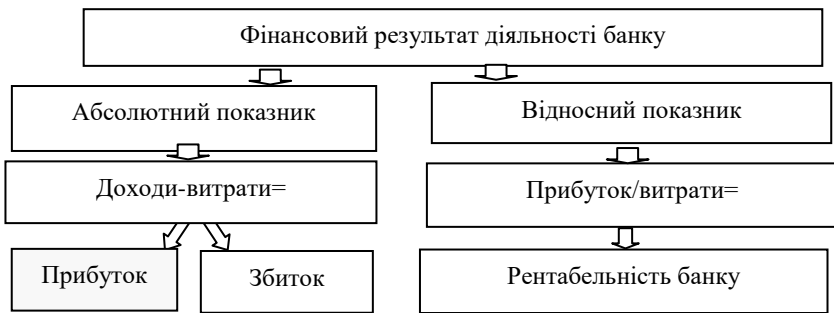 Фінансовий результат діяльності банку
Абсолютний показник
Відносний показник
Доходи-витрати=
Прибуток/витрати=
Прибуток
Збиток
Рентабельність банку